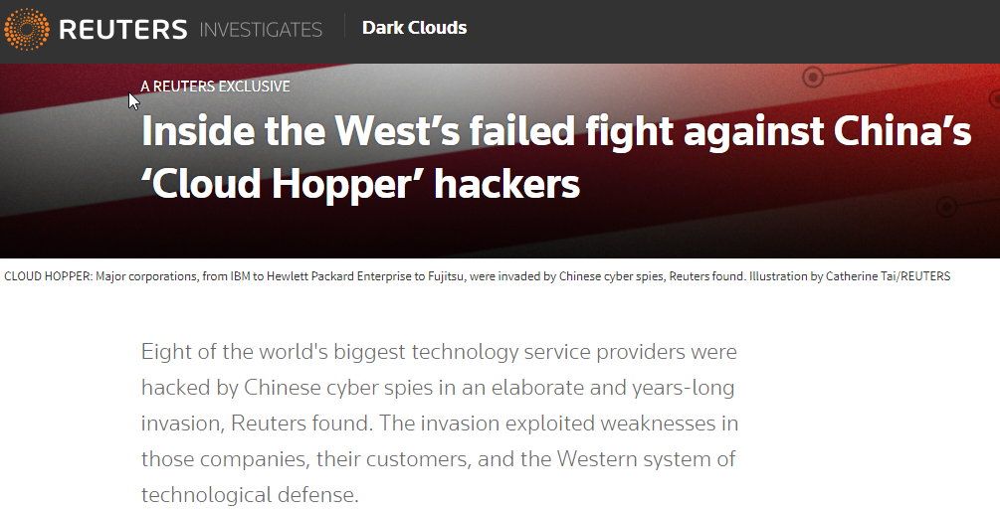 REUTERS INVESTIGATES Dark Clouds
A REUTERS EXCLUSIVE
Inside the West’s failed fight against China’s
‘Cloud Hopper’ hackers
CLOUD HOPPER: Major corporations, from IBM to Hewlett Packard Enterprise to Fujitsu, were invaded by Chinese cyber spies, Reuters found. Illustration by Catherine Tai/REUTERS
Eight of the world's biggest technology service providers were
hacked by Chinese cyber spies in an elaborate and years-long
invasion, Reuters found. The invasion exploited weaknesses in
those companies, their customers, and the Western system of
technological defense.